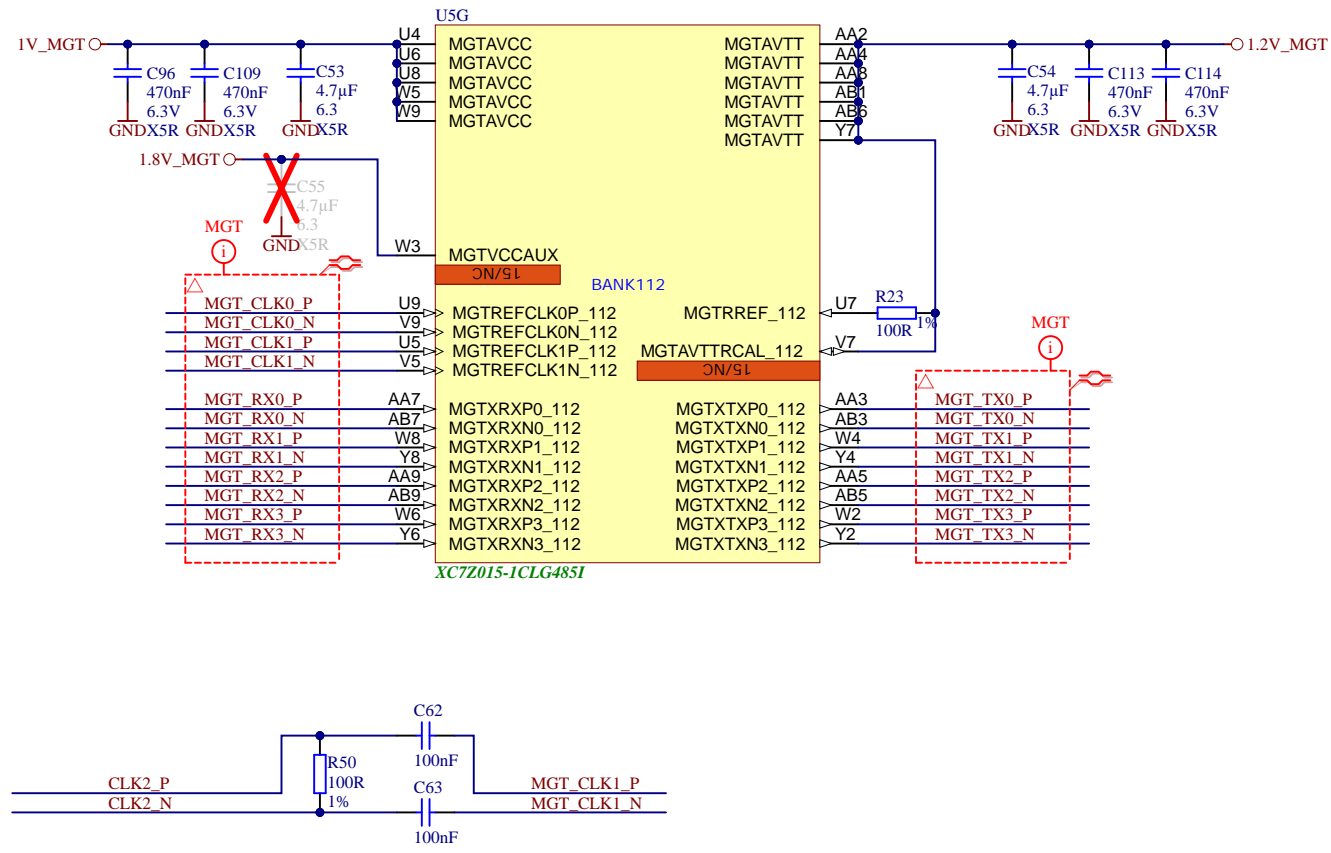 U5G
1V_MGT
C96
470nF
6.3V
X5R
GND
C109
470nF
6.3V
X5R
GND
C53
4.7µF
6.3
X5R
GND
U4 MGTAVCC
U6 MGTAVCC
U8 MGTAVCC
W5 MGTAVCC
W9 MGTAVCC
MGTAVTT AA2
MGTAVTT AA4
MGTAVTT AA8
MGTAVTT AB1
MGTAVTT AB6
MGTAVTT Y7
1.2V_MGT
C54
4.7µF
6.3
X5R
GND
C113
470nF
6.3V
X5R
GND
C114
470nF
6.3V
X5R
GND
1.8V_MGT
C55
4.7µF
6.3
X5R
GND
W3 MGTVCCAUX
15/NC
BANK112
MGT
i
MGT_CLK0_P U9 MGTREFCLK0P_112
MGT_CLK0_N V9 MGTREFCLK0N_112
MGT_CLK1_P U5 MGTREFCLK1P_112
MGT_CLK1_N V5 MGTREFCLK1N_112
MGTRREF_112 U7
R23
100R
1%
MGTAVTTRCAL_112 V7
15/NC
MGT
i
MGT_RX0_P AA7 MGTXRXP0_112
MGT_RX0_N AB7 MGTXRXN0_112
MGT_RX1_P W8 MGTXRXP1_112
MGT_RX1_N Y8 MGTXRXN1_112
MGT_RX2_P AA9 MGTXRXP2_112
MGT_RX2_N AB9 MGTXRXN2_112
MGT_RX3_P W6 MGTXRXP3_112
MGT_RX3_N Y6 MGTXRXN3_112
MGTXTXP0_112 AA3 MGT_TX0_P
MGTXTXN0_112 AB3 MGT_TX0_N
MGTXTXP1_112 W4 MGT_TX1_P
MGTXTXN1_112 Y4 MGT_TX1_N
MGTXTXP2_112 AA5 MGT_TX2_P
MGTXTXN2_112 AB5 MGT_TX2_N
MGTXTXP3_112 W2 MGT_TX3_P
MGTXTXN3_112 Y2 MGT_TX3_N
XC7Z015-1CLG485I
C62
100nF
R50
100R
1%
C63
100nF
CLK2_P
CLK2_N
MGT_CLK1_P
MGT_CLK1_N